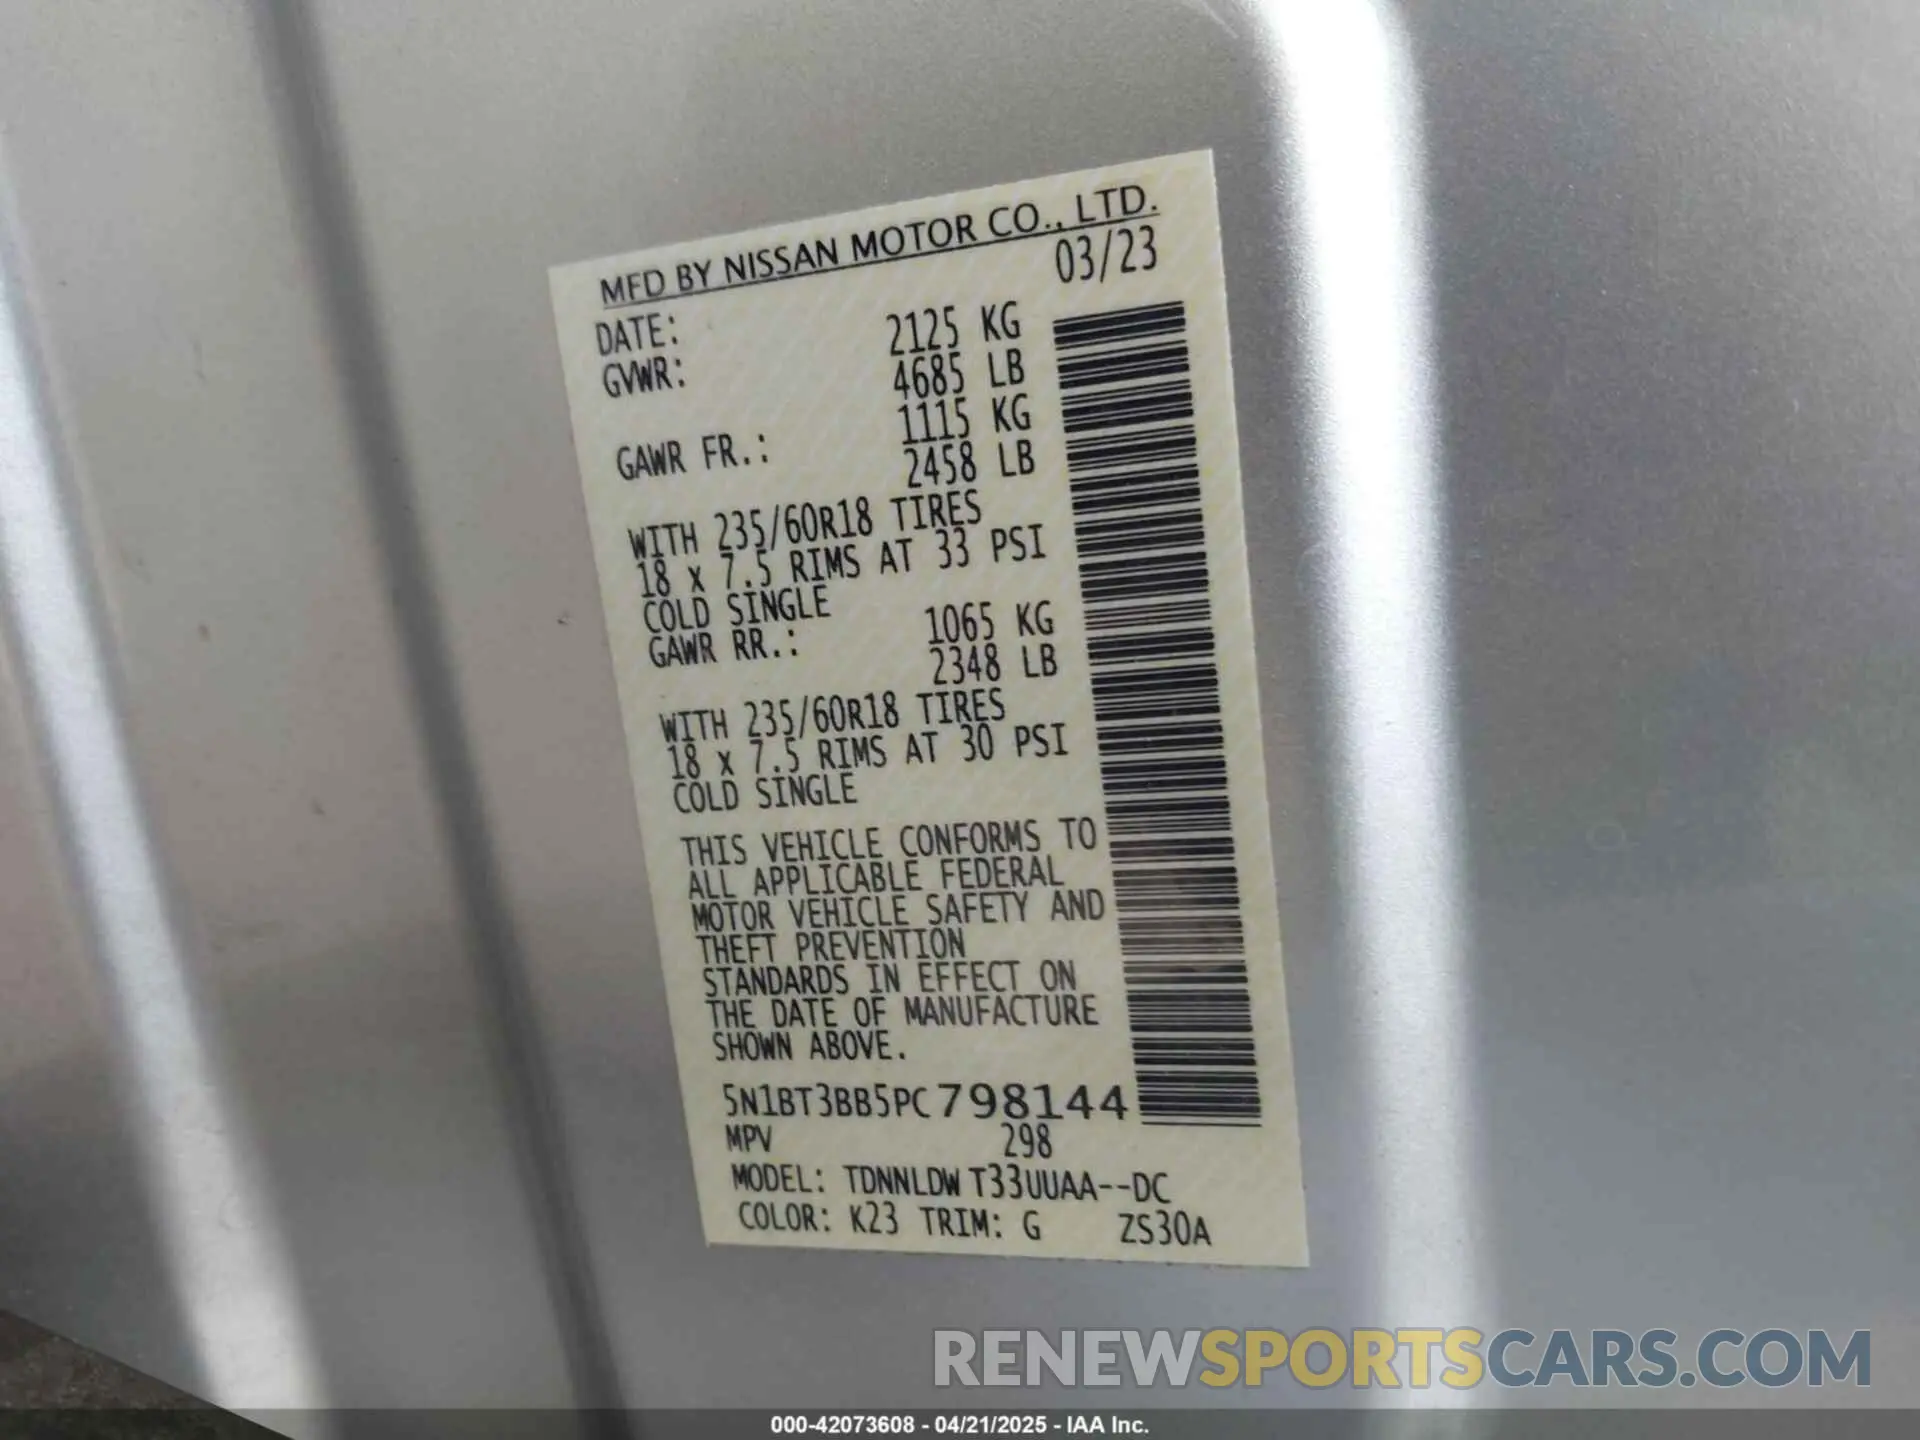 MFD BY NISSAN MOTOR CO., LTD.
DATE: 03/23
GVWR: 2125 KG
4685 LB
GAWR FR.: 1115 KG
2458 LB
WITH 235/60R18 TIRES
18 x 7.5 RIMS AT 33 PSI
COLD SINGLE
GAWR RR.: 1065 KG
2348 LB
WITH 235/60R18 TIRES
18 x 7.5 RIMS AT 30 PSI
COLD SINGLE
THIS VEHICLE CONFORMS TO
ALL APPLICABLE FEDERAL
MOTOR VEHICLE SAFETY AND
THEFT PREVENTION
STANDARDS IN EFFECT ON
THE DATE OF MANUFACTURE
SHOWN ABOVE.
5N1BT3BB5PC798144
MPV 298
MODEL: TDNNLDW T33UUAA--DC
COLOR: K23 TRIM: G ZS30A
RENEWSPORTSCARS.COM
000-42073608 - 04/21/2025 - IAA Inc.